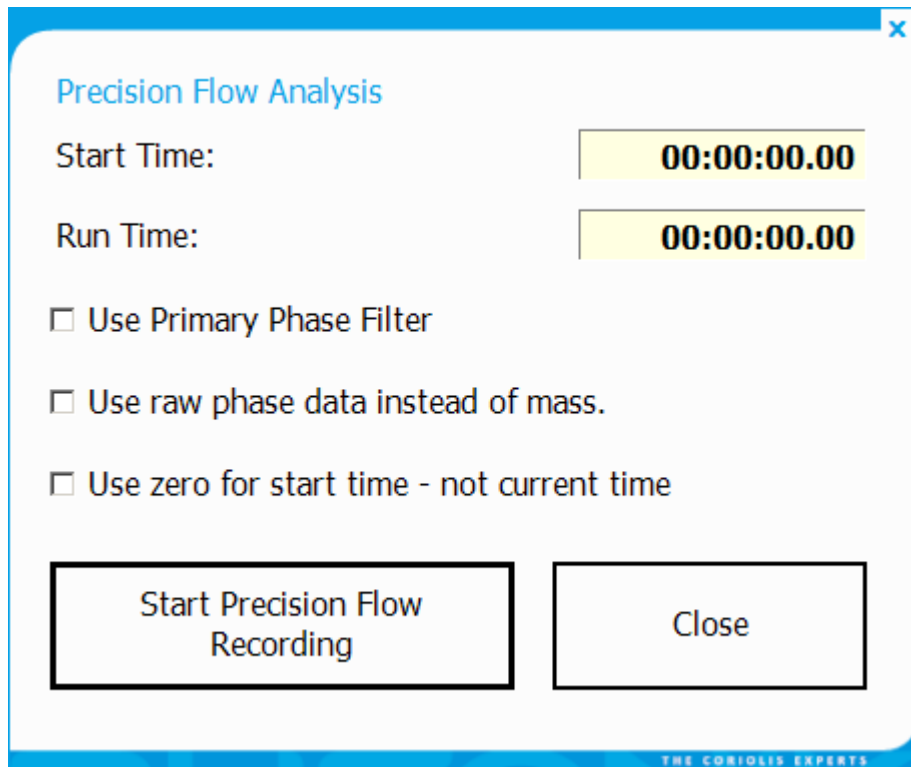 Precision Flow Analysis
Start Time: 00:00:00.00
Run Time: 00:00:00.00
Use Primary Phase Filter
Use raw phase data instead of mass.
Use zero for start time - not current time
Start Precision Flow
Recording
Close
THE CORIOLIS EXPERTS